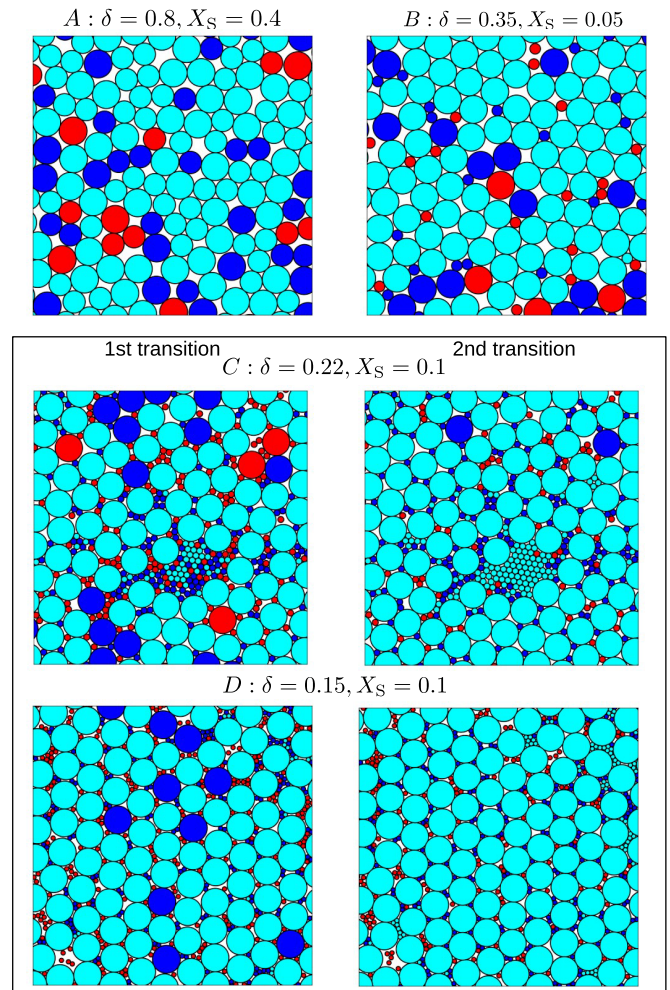 A : δ = 0.8, X_S = 0.4
B : δ = 0.35, X_S = 0.05
1st transition
2nd transition
C : δ = 0.22, X_S = 0.1
D : δ = 0.15, X_S = 0.1